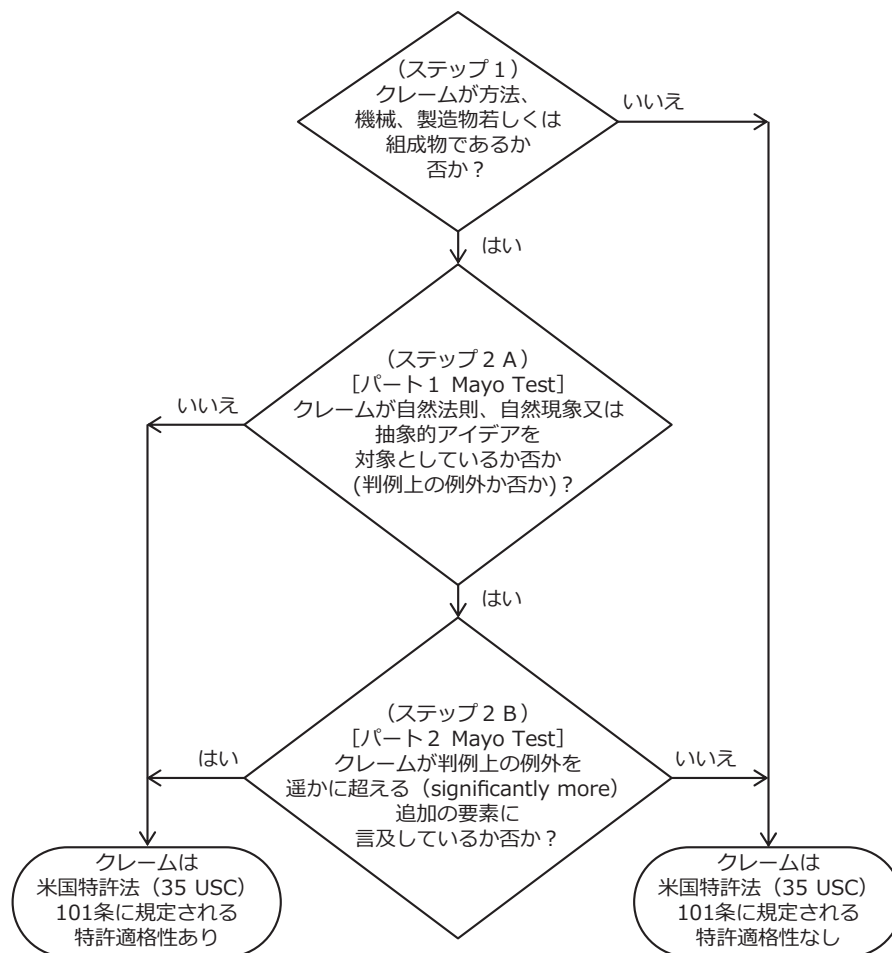 （ステップ１）
クレームが方法、
機械、製造物若しくは
組成物であるか
否か？
いいえ
はい
（ステップ２Ａ）
［パート１ Mayo Test］
クレームが自然法則、自然現象又は
抽象的アイデアを
対象としているか否か
(判例上の例外か否か)？
いいえ
はい
（ステップ２Ｂ）
［パート２ Mayo Test］
クレームが判例上の例外を
遥かに超える（significantly more）
追加の要素に
言及しているか否か？
はい
いいえ
クレームは
米国特許法（35 USC）
101条に規定される
特許適格性あり
クレームは
米国特許法（35 USC）
101条に規定される
特許適格性なし